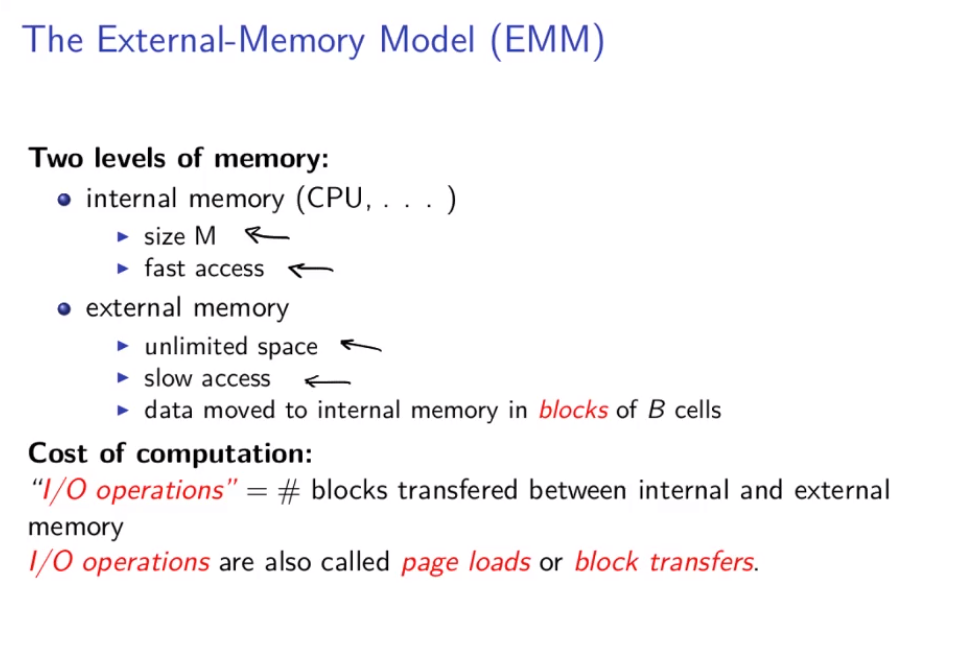 The External-Memory Model (EMM)
Two levels of memory:
internal memory (CPU, . . . )
size M
fast access
external memory
unlimited space
slow access
data moved to internal memory in blocks of B cells
Cost of computation:
“I/O operations” = # blocks transfered between internal and external
memory
I/O operations are also called page loads or block transfers.